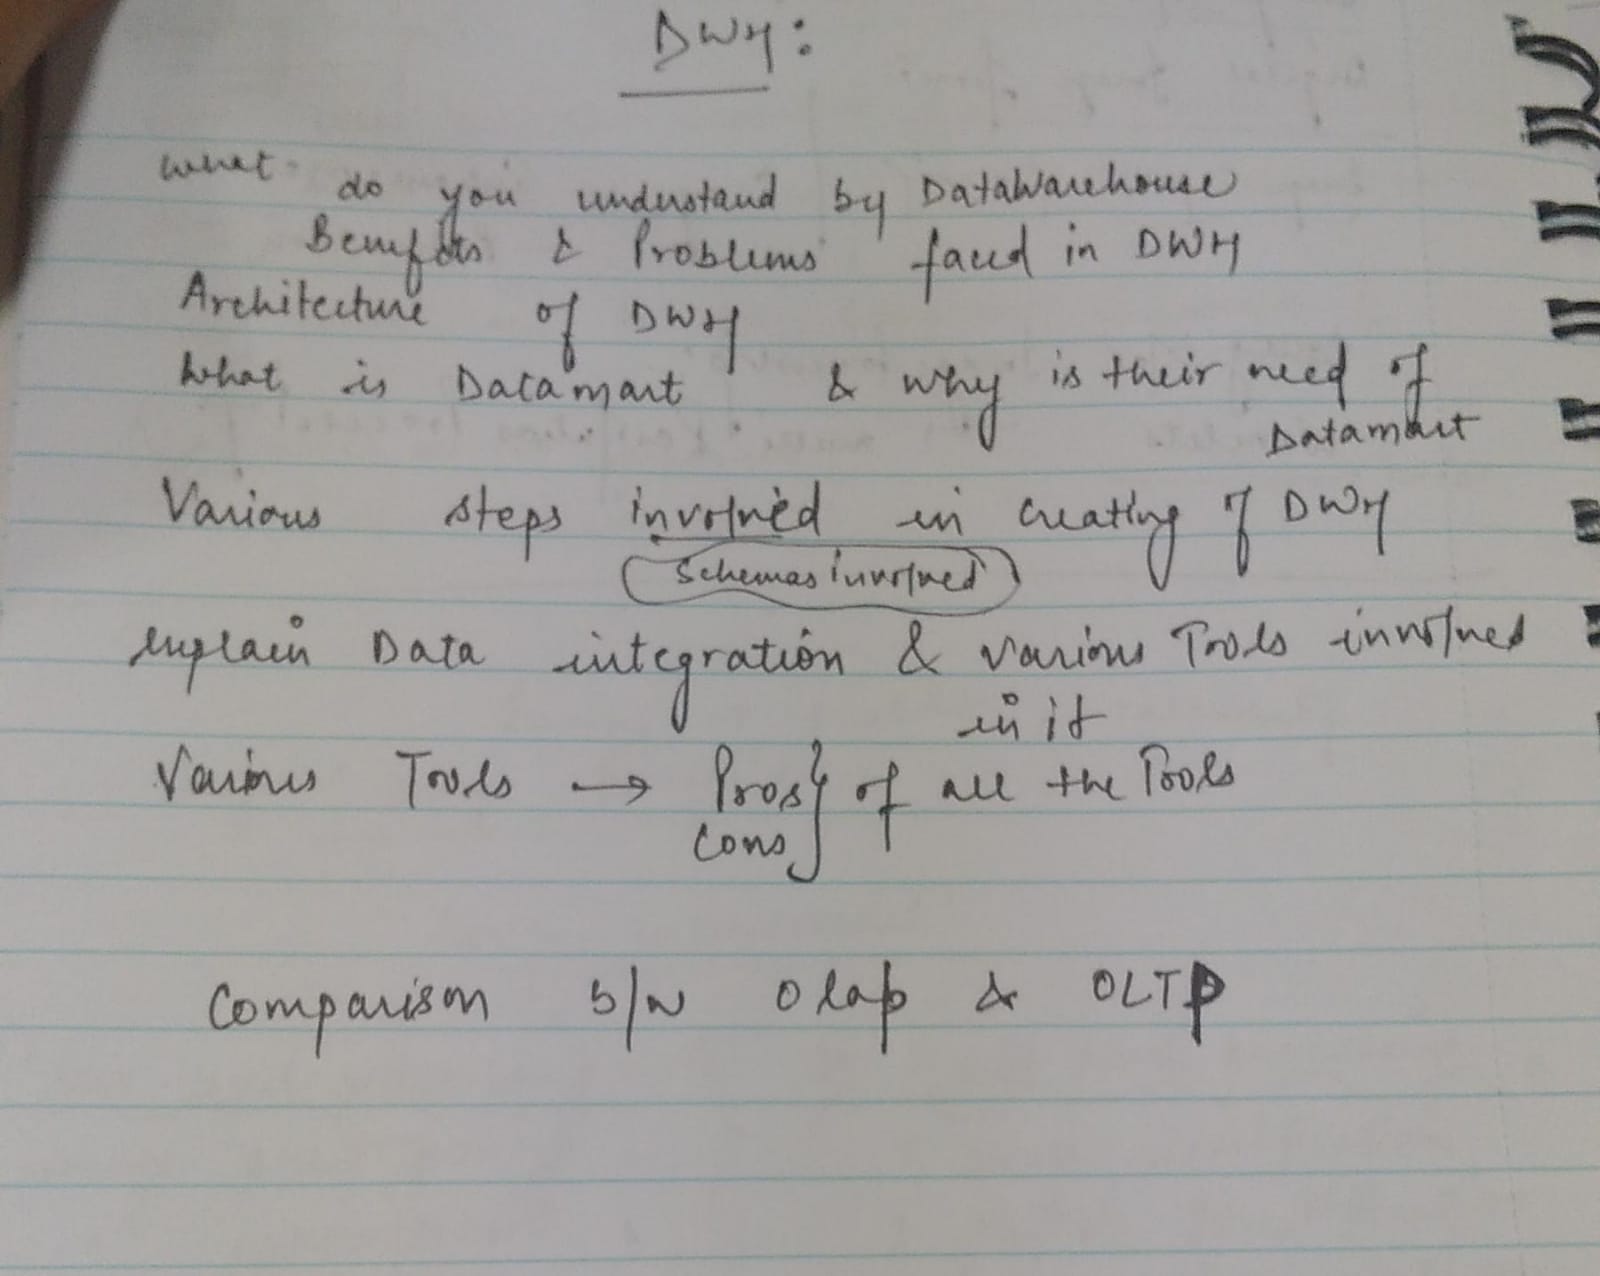 DWH:
What do you understand by DataWarehouse
Benefits & Problems faced in DWH
Architecture of DWH
What is Datamart & why is their need of
Datamart
Various steps involved in creating of DWH
Schemas involved
explain Data integration & various Tools involved
in it
Various Tools → Pros} of all the Tools
Cons
Comparison b/w Olap & OLTP